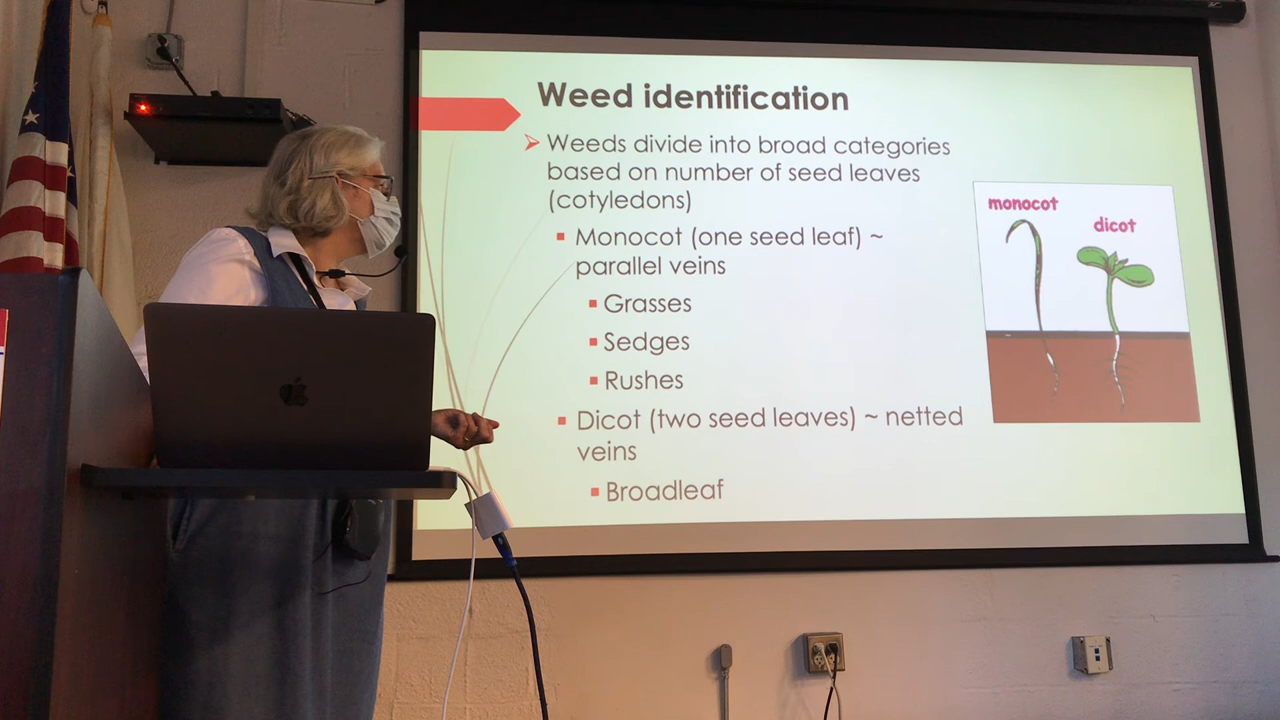 Weed identification
Weeds divide into broad categories
based on number of seed leaves
(cotyledons)
Monocot (one seed leaf) ~
parallel veins
Grasses
Sedges
Rushes
Dicot (two seed leaves) ~ netted
veins
Broadleaf
monocot
dicot